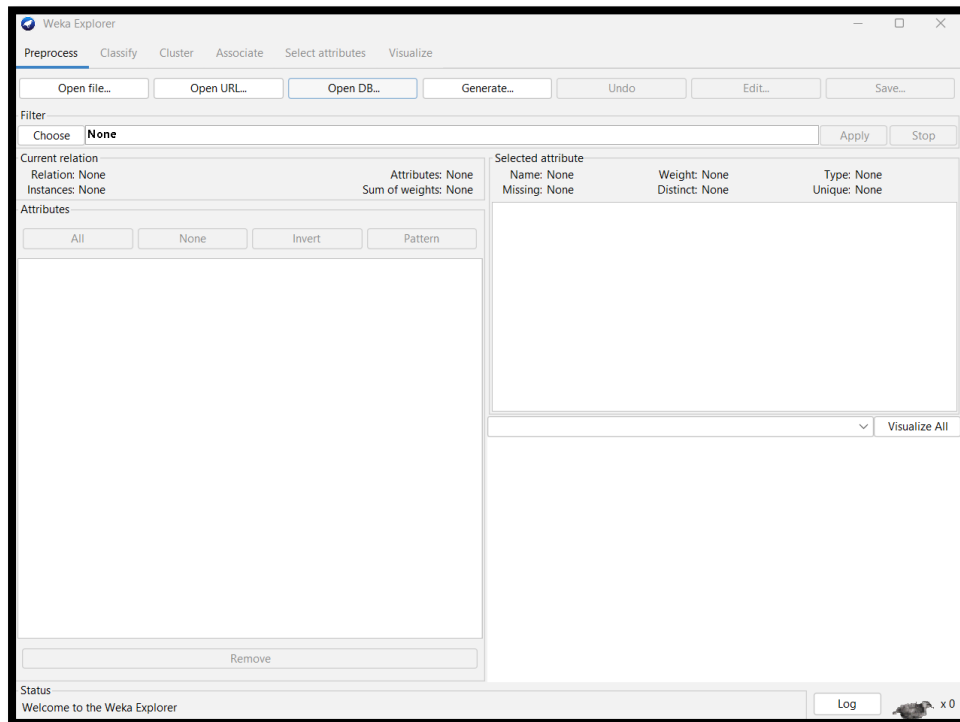 Weka Explorer
Preprocess Classify Cluster Associate Select attributes Visualize
Open file... Open URL... Open DB... Generate... Undo Edit... Save...
Filter
Choose None Apply Stop
Current relation
Relation: None Attributes: None
Instances: None Sum of weights: None
Selected attribute
Name: None Weight: None Type: None
Missing: None Distinct: None Unique: None
Attributes
All None Invert Pattern
Visualize All
Remove
Status
Welcome to the Weka Explorer
Log x 0